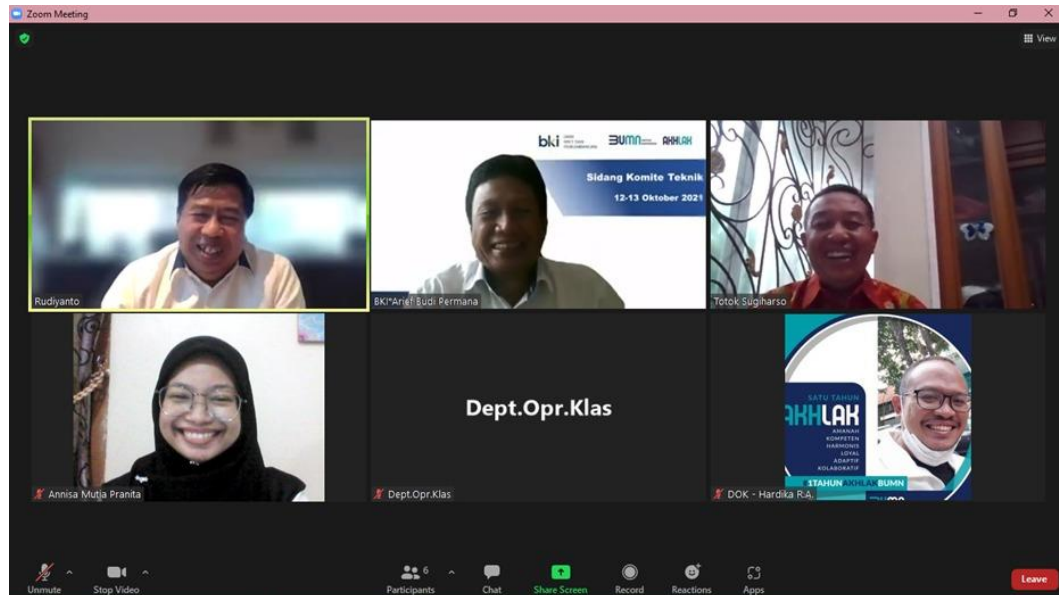 Zoom Meeting
View
bki
BUMN
AKHLAK
Sidang Komite Teknik
12-13 Oktober 2021
Rudiyanto
BKI*Arief Budi Permana
Totok Sugiharso
SATU TAHUN
AKHLAK
AMANAH
KOMPETEN
HARMONIS
LOYAL
ADAPTIF
KOLABORATIF
#1TAHUNAKHLAKBUMN
Dept.Opr.Klas
Annisa Mutja Pranita
Dept.Opr.Klas
DOK - Hardika R.A.
Unmute
Stop Video
Participants
6
Chat
Share Screen
Record
Reactions
Apps
Leave